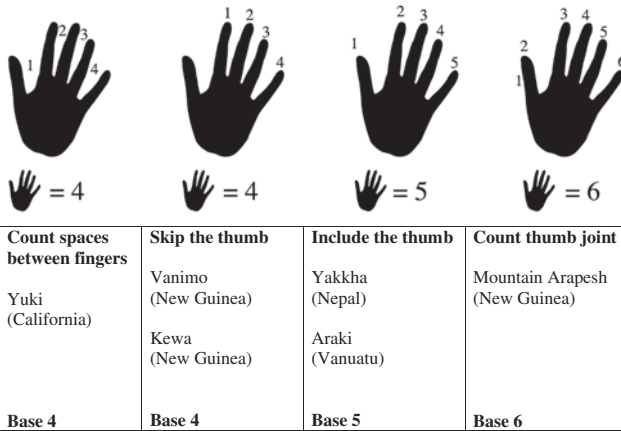 1 2 3 4
1 2 3 4
1 2 3 4 5
1 2 3 4 5 6
= 4
= 4
= 5
= 6
Count spaces
between fingers
Yuki
(California)
Base 4
Skip the thumb
Vanimo
(New Guinea)
Kewa
(New Guinea)
Base 4
Include the thumb
Yakkha
(Nepal)
Araki
(Vanuatu)
Base 5
Count thumb joint
Mountain Arapesh
(New Guinea)
Base 6